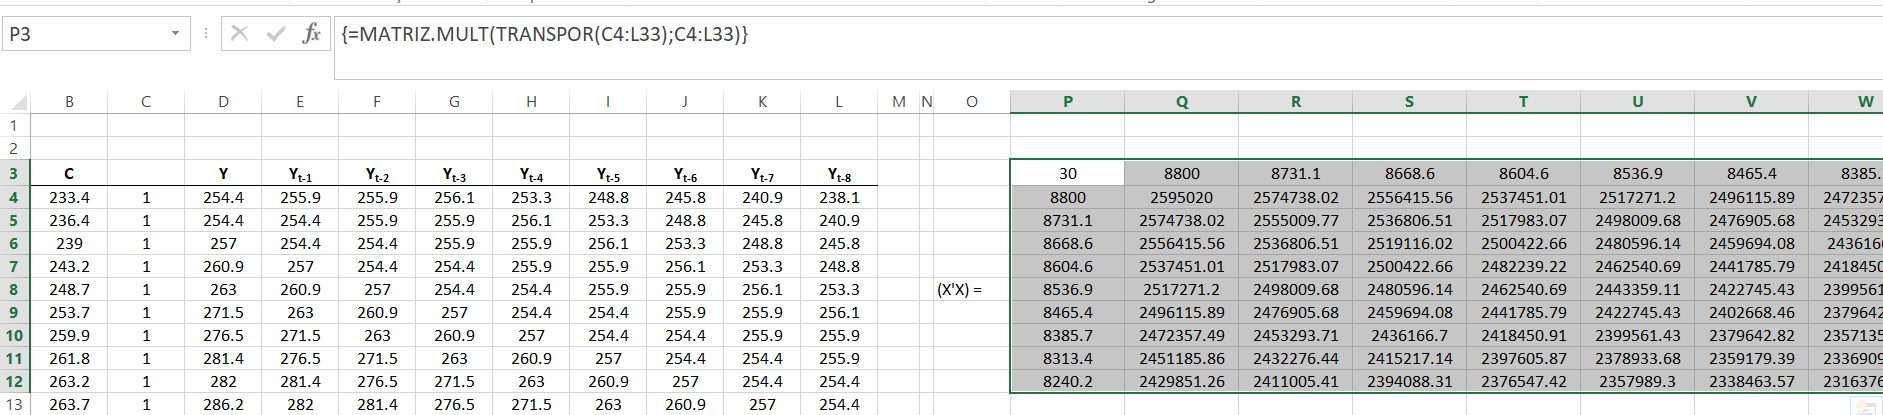 P3 fx {=MATRIZ.MULT(TRANSPOR(C4:L33);C4:L33)}
B C D E F G H I J K L M N O P Q R S T U V W
1
2
3 C Y Yt-1 Yt-2 Yt-3 Yt-4 Yt-5 Yt-6 Yt-7 Yt-8 30 8800 8731.1 8668.6 8604.6 8536.9 8465.4 8385.
4 233.4 1 254.4 255.9 255.9 256.1 253.3 248.8 245.8 240.9 238.1 8800 2595020 2574738.02 2556415.56 2537451.01 2517271.2 2496115.89 2472357
5 236.4 1 254.4 254.4 255.9 255.9 256.1 253.3 248.8 245.8 240.9 8731.1 2574738.02 2555009.77 2536806.51 2517983.07 2498009.68 2476905.68 2453293
6 239 1 257 254.4 254.4 255.9 255.9 256.1 253.3 248.8 245.8 8668.6 2556415.56 2536806.51 2519116.02 2500422.66 2480596.14 2459694.08 243616
7 243.2 1 260.9 257 254.4 254.4 255.9 255.9 256.1 253.3 248.8 8604.6 2537451.01 2517983.07 2500422.66 2482239.22 2462540.69 2441785.79 2418450
8 248.7 1 263 260.9 257 254.4 254.4 255.9 255.9 256.1 253.3 (X'X) = 8536.9 2517271.2 2498009.68 2480596.14 2462540.69 2443359.11 2422745.43 2399561
9 253.7 1 271.5 263 260.9 257 254.4 254.4 255.9 255.9 256.1 8465.4 2496115.89 2476905.68 2459694.08 2441785.79 2422745.43 2402668.46 2379642
10 259.9 1 276.5 271.5 263 260.9 257 254.4 254.4 255.9 255.9 8385.7 2472357.49 2453293.71 2436166.7 2418450.91 2399561.43 2379642.82 2357135
11 261.8 1 281.4 276.5 271.5 263 260.9 257 254.4 254.4 255.9 8313.4 2451185.86 2432276.44 2415217.14 2397605.87 2378933.68 2359179.39 2336909
12 263.2 1 282 281.4 276.5 271.5 263 260.9 257 254.4 254.4 8240.2 2429851.26 2411005.41 2394088.31 2376547.42 2357989.3 2338463.57 2316376
13 263.7 1 286.2 282 281.4 276.5 271.5 263 260.9 257 254.4